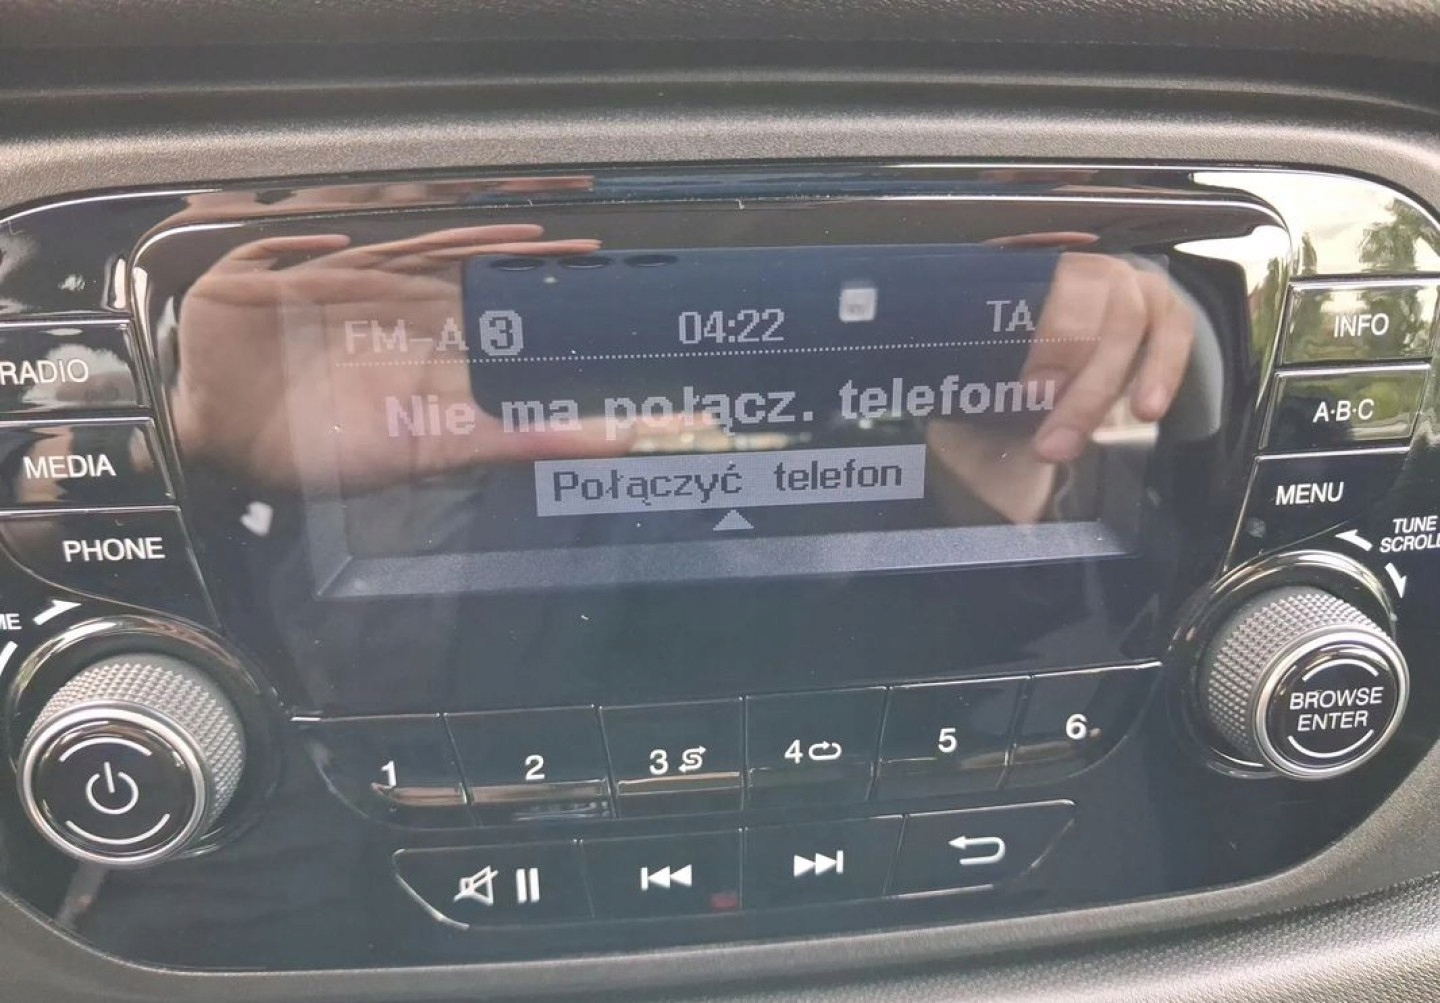 FM-A 3 04:22 TA
Nie ma połącz. telefonu
Połączyć telefon
RADIO
MEDIA
PHONE
INFO
A·B·C
MENU
TUNE
SCROLL
BROWSE
ENTER
1 2 3 4 5 6